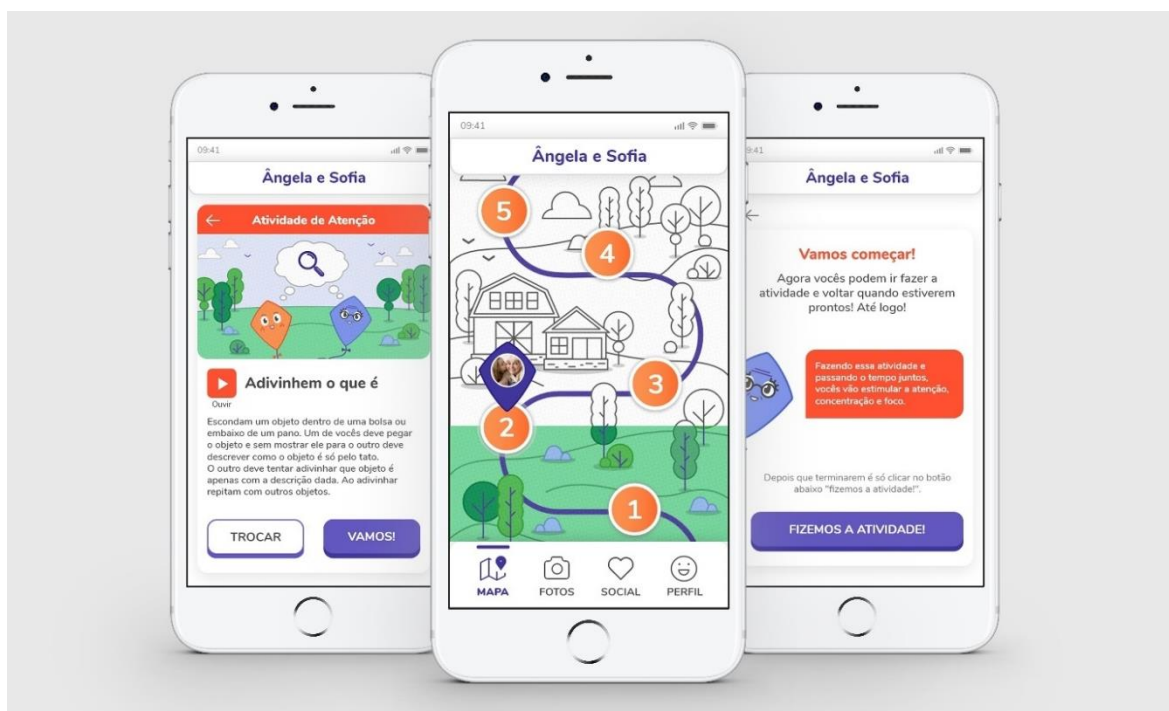 09:41
Ângela e Sofia
Atividade de Atenção
Adivinhem o que é
Ouvir
Escondam um objeto dentro de uma bolsa ou
embaixo de um pano. Um de vocês deve pegar
o objeto e sem mostrar ele para o outro deve
descrever como o objeto é só pelo tato.
O outro deve tentar adivinhar que objeto é
apenas com a descrição dada. Ao adivinhar
repitam com outros objetos.
TROCAR
VAMOS!
09:41
Ângela e Sofia
5
4
3
2
1
MAPA
FOTOS
SOCIAL
PERFIL
9:41
Ângela e Sofia
Vamos começar!
Agora vocês podem ir fazer a
atividade e voltar quando estiverem
prontos! Até logo!
Fazendo essa atividade e
passando o tempo juntos,
vocês vão estimular a atenção,
concentração e foco.
Depois que terminarem é só clicar no botão
abaixo "fizemos a atividade!".
FIZEMOS A ATIVIDADE!